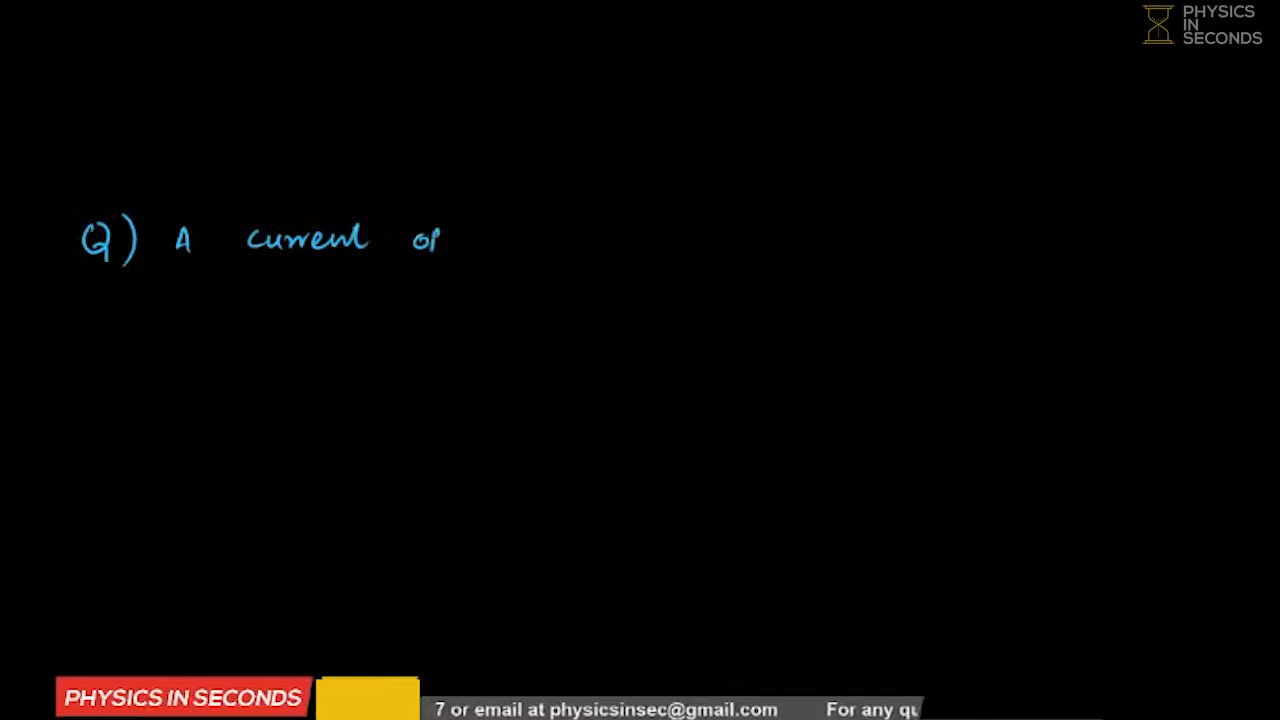 PHYSICS
IN
SECONDS
Q) A current of
PHYSICS IN SECONDS
7 or email at physicsinsec@gmail.com For any qu